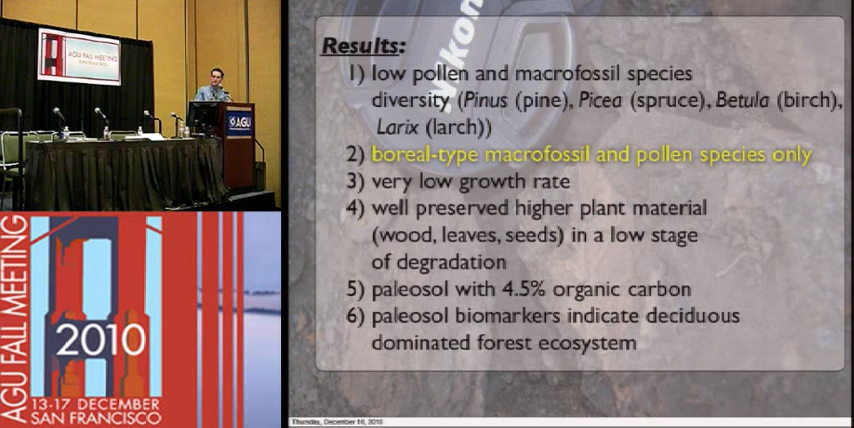 AGU FALL MEETING
SAN FRANCISCO
AGU
AGU FALL MEETING
2010
13-17 DECEMBER
SAN FRANCISCO
Nikon
Results:
1) low pollen and macrofossil species
diversity (Pinus (pine), Picea (spruce), Betula (birch),
Larix (larch))
2) boreal-type macrofossil and pollen species only
3) very low growth rate
4) well preserved higher plant material
(wood, leaves, seeds) in a low stage
of degradation
5) paleosol with 4.5% organic carbon
6) paleosol biomarkers indicate deciduous
dominated forest ecosystem
Thursday, December 16, 2010